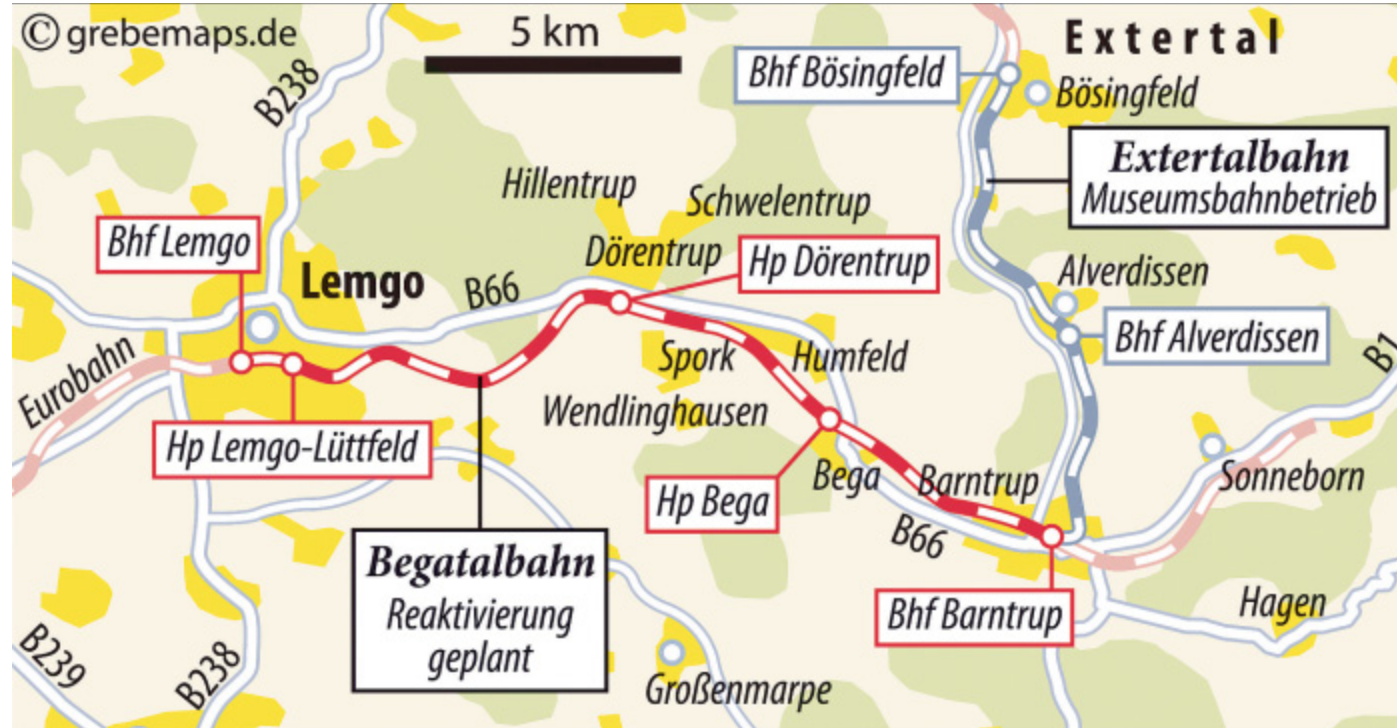 © grebemaps.de
5 km
Extertal
B238
Bhf Bösingfeld
Bösingfeld
Extertalbahn
Museumsbahnbetrieb
Hillentrup
Schwelentrup
Bhf Lemgo
Lemgo
Dörentrup
Hp Dörentrup
Alverdissen
B66
Bhf Alverdissen
B1
Eurobahn
Spork
Humfeld
Wendlinghausen
Hp Lemgo-Lüttfeld
Bega
Barntrup
Sonneborn
Hp Bega
B66
Begatalbahn
Reaktivierung
geplant
Bhf Barntrup
Hagen
B239
B238
Großenmarpe